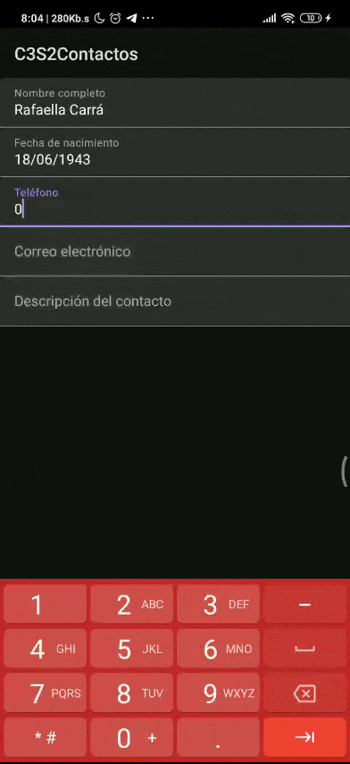 8:04 | 280Kb.s ··· 10
C3S2Contactos
Nombre completo
Rafaella Carrá
Fecha de nacimiento
18/06/1943
Teléfono
0
Correo electrónico
Descripción del contacto
1 2 ABC 3 DEF –
4 GHI 5 JKL 6 MNO
7 PQRS 8 TUV 9 WXYZ
* # 0 + .